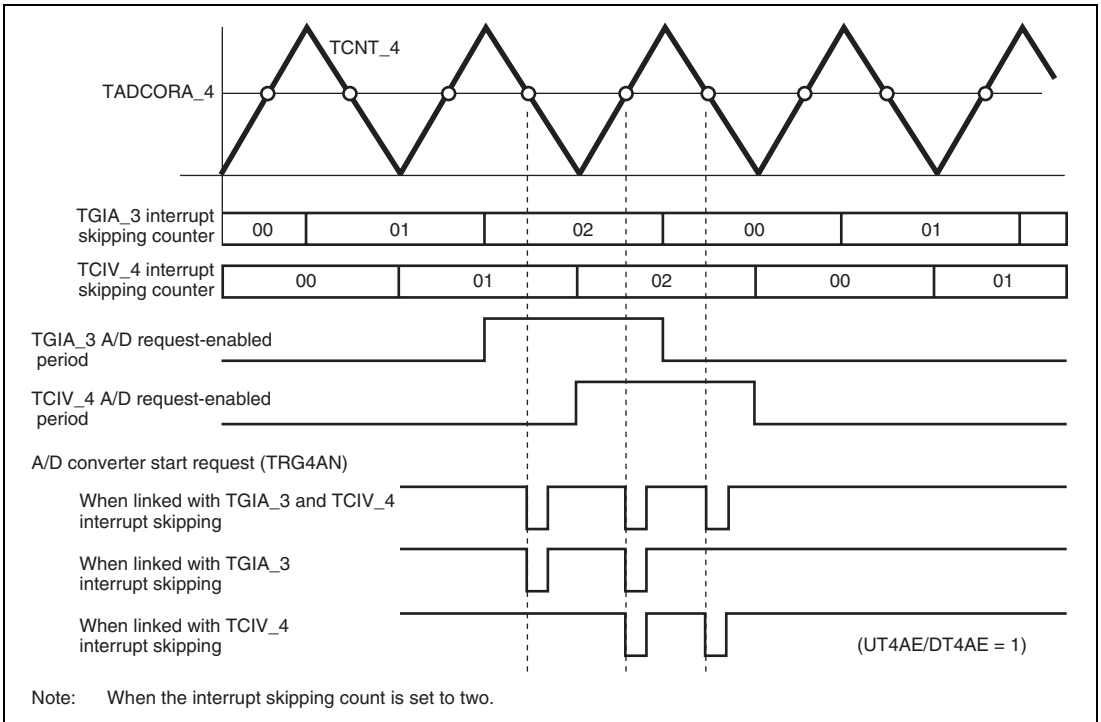 TCNT_4
TADCORA_4
TGIA_3 interrupt
skipping counter
00 01 02 00 01
TCIV_4 interrupt
skipping counter
00 01 02 00 01
TGIA_3 A/D request-enabled
period
TCIV_4 A/D request-enabled
period
A/D converter start request (TRG4AN)
When linked with TGIA_3 and TCIV_4
interrupt skipping
When linked with TGIA_3
interrupt skipping
When linked with TCIV_4
interrupt skipping
(UT4AE/DT4AE = 1)
Note: When the interrupt skipping count is set to two.